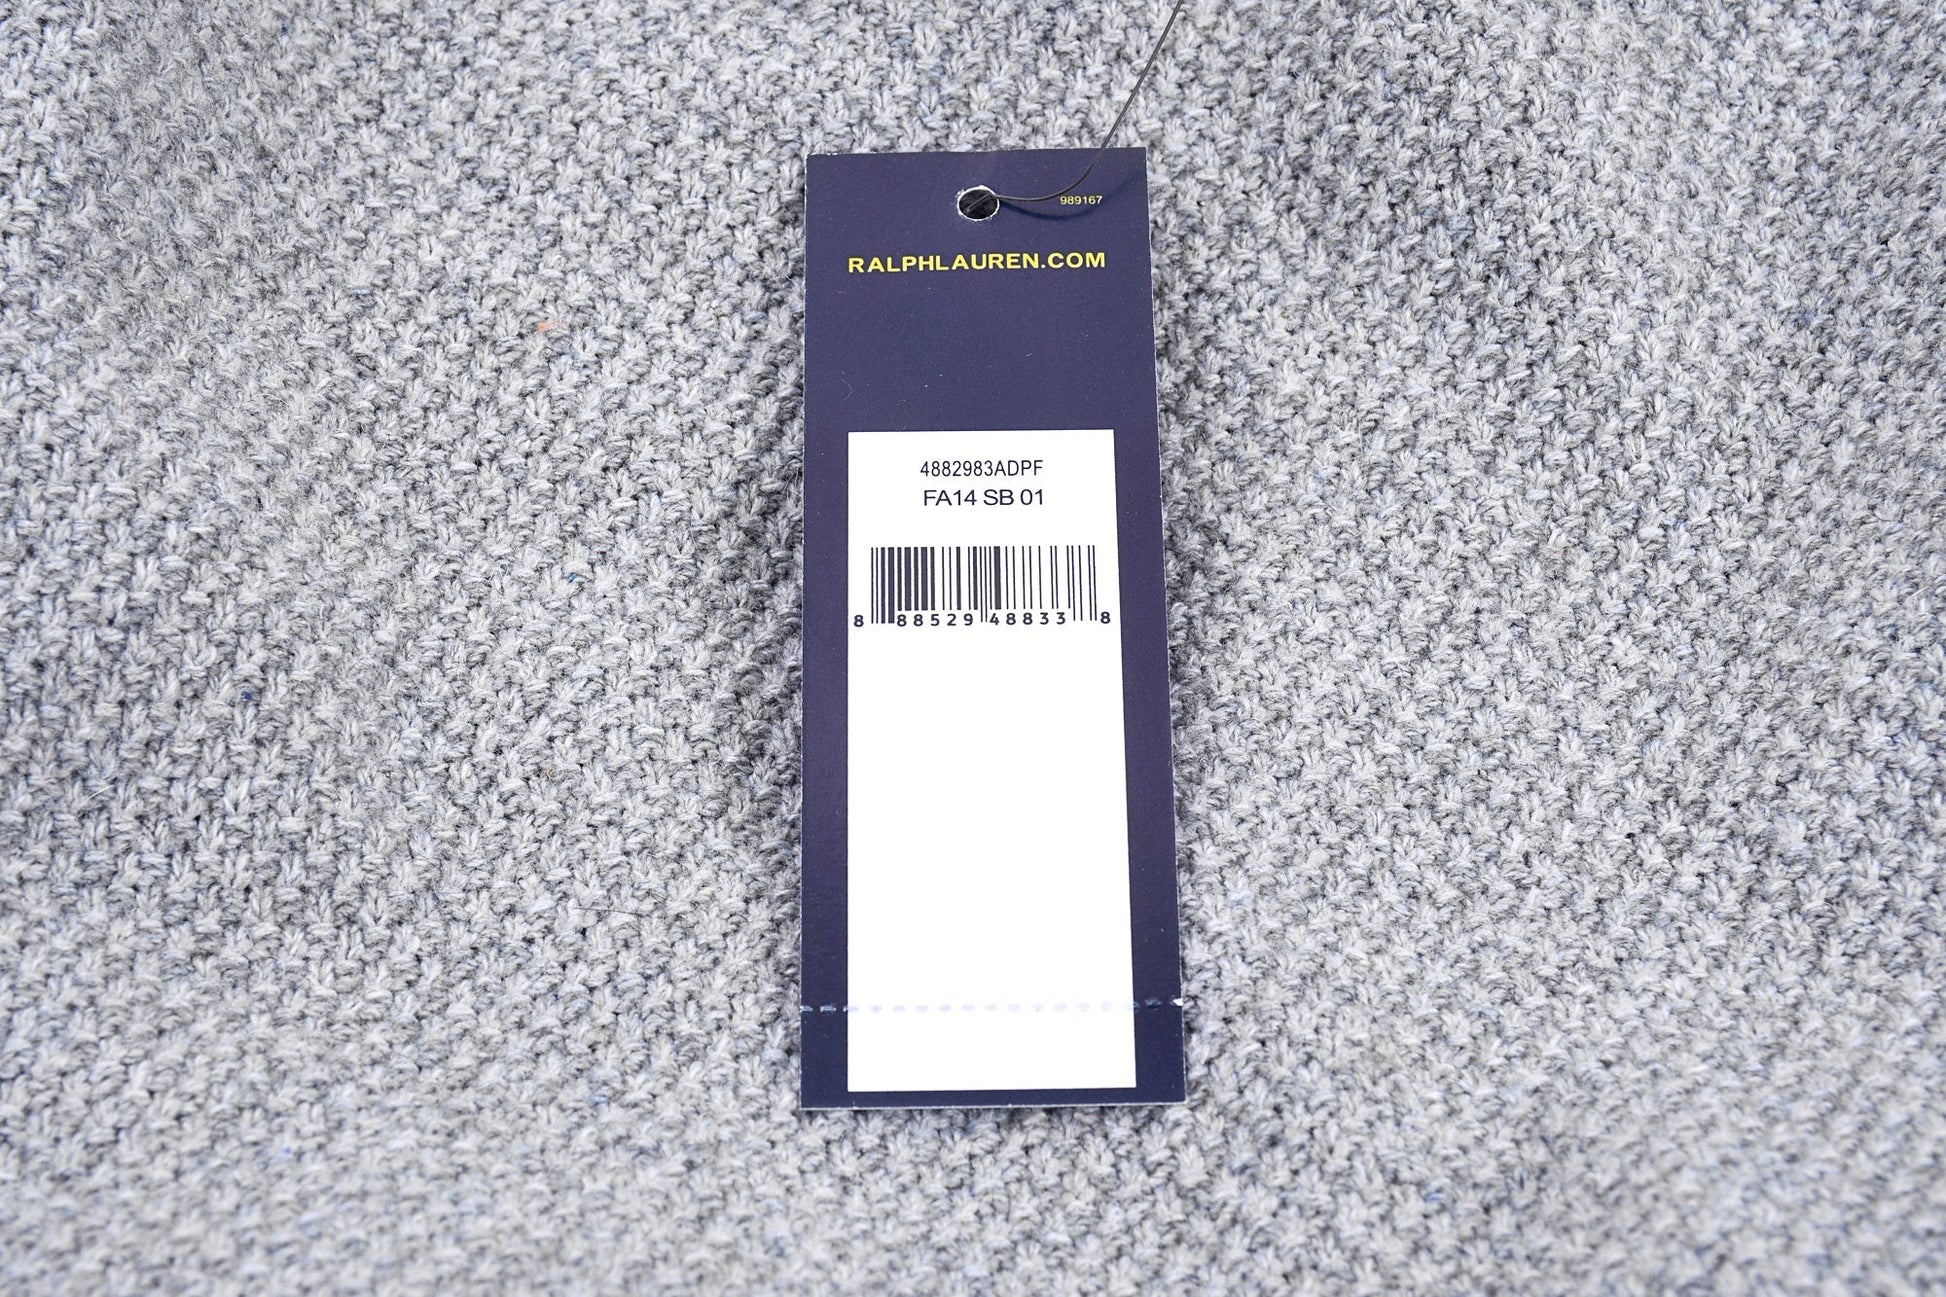 989167
RALPHLAUREN.COM
4882983ADPF
FA14 SB 01
8 88529 48833 8